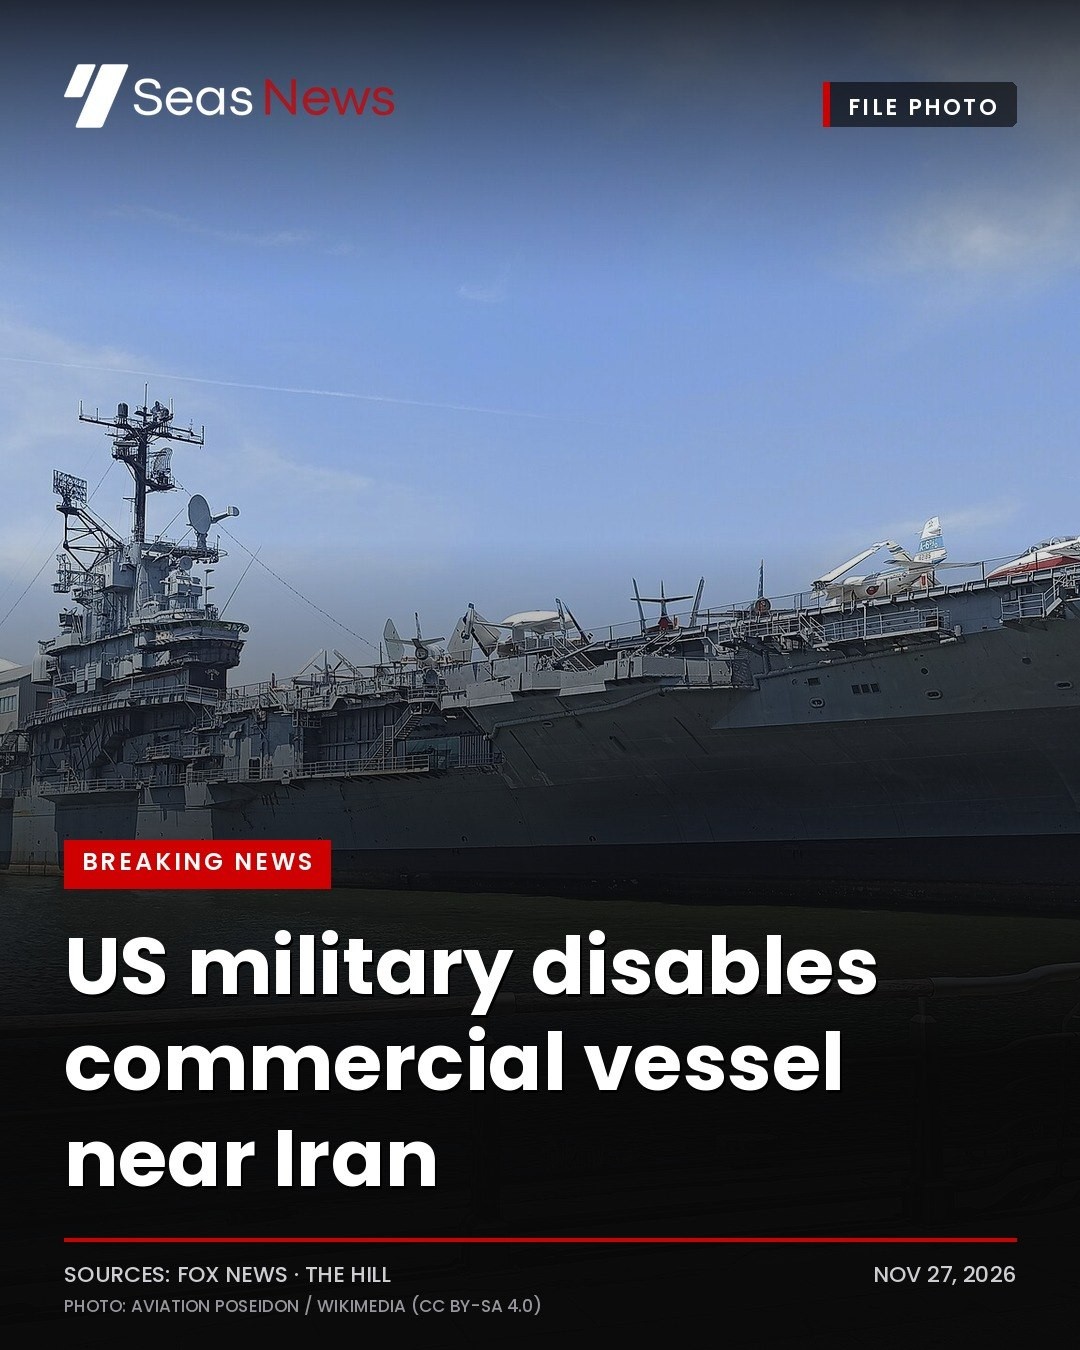 Seas News
FILE PHOTO
BREAKING NEWS
US military disables
commercial vessel
near Iran
SOURCES: FOX NEWS · THE HILL
NOV 27, 2026
PHOTO: AVIATION POSEIDON / WIKIMEDIA (CC BY-SA 4.0)